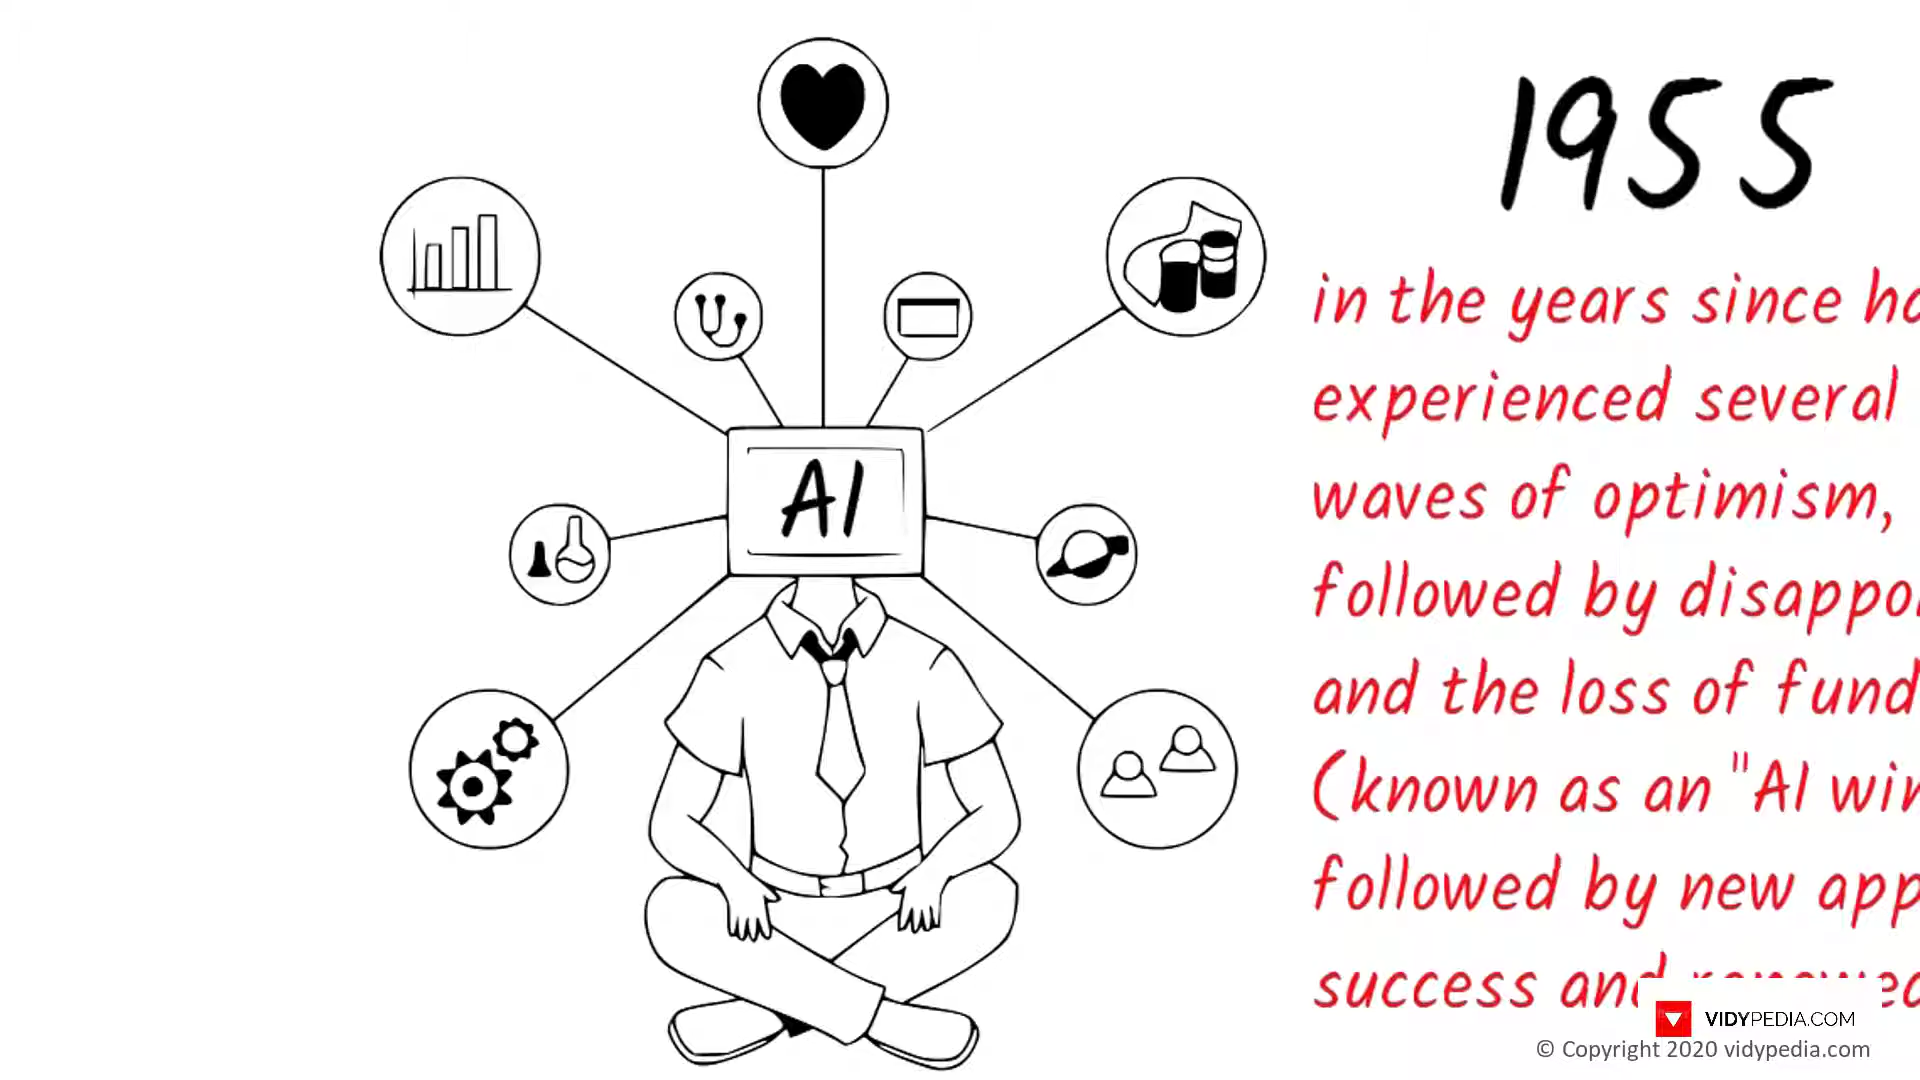 1955
AI
in the years since
experienced several
waves of optimism,
followed by
and the loss of
(known as an "AI
followed by new
success and
VIDYPEDIA.COM
© Copyright 2020 vidypedia.com